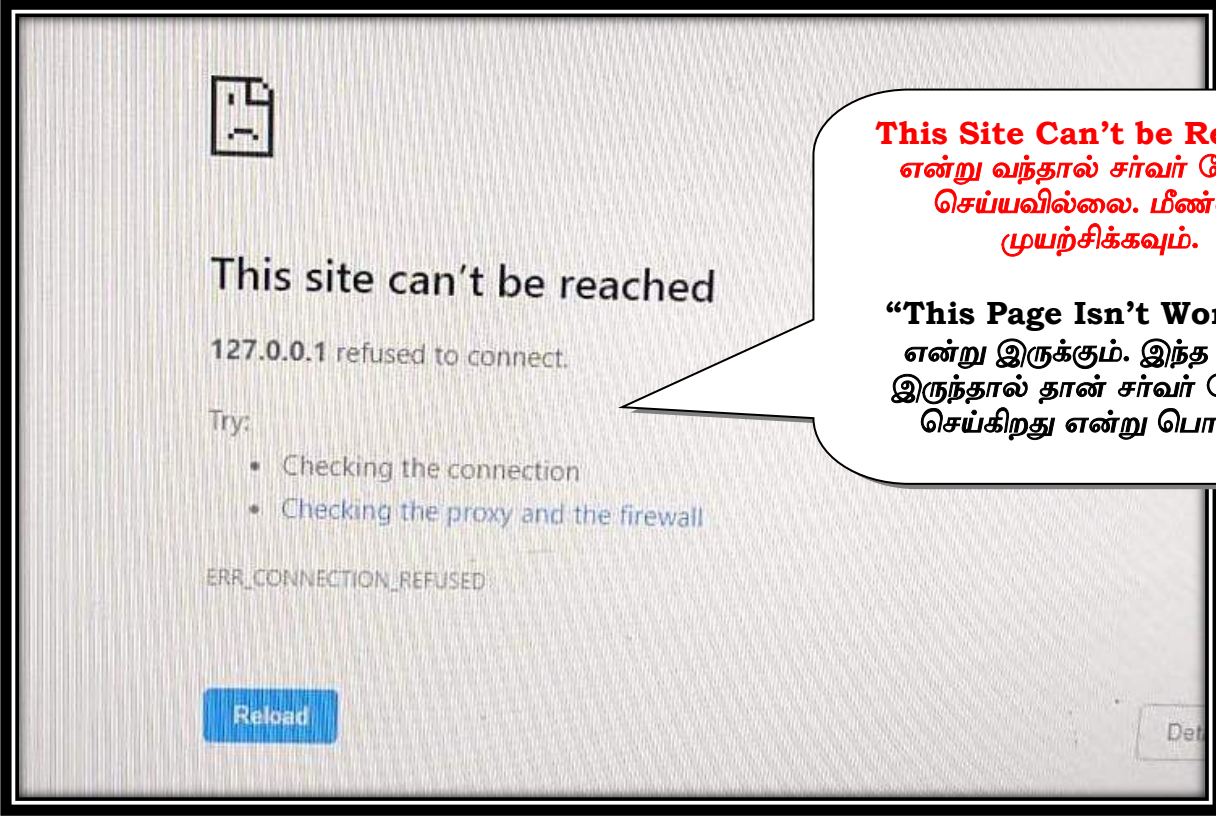 This site can't be reached
127.0.0.1 refused to connect.
Try:
• Checking the connection
• Checking the proxy and the firewall
ERR_CONNECTION_REFUSED
Reload
This Site Can’t be
என்று வந்தால் சர்வர்
செய்யவில்லை.
முயற்சிக்கவும்.
“This Page Isn’t
என்று இருக்கும். இந்த
இருந்தால் தான் சர்வர்
செய்கிறது என்று